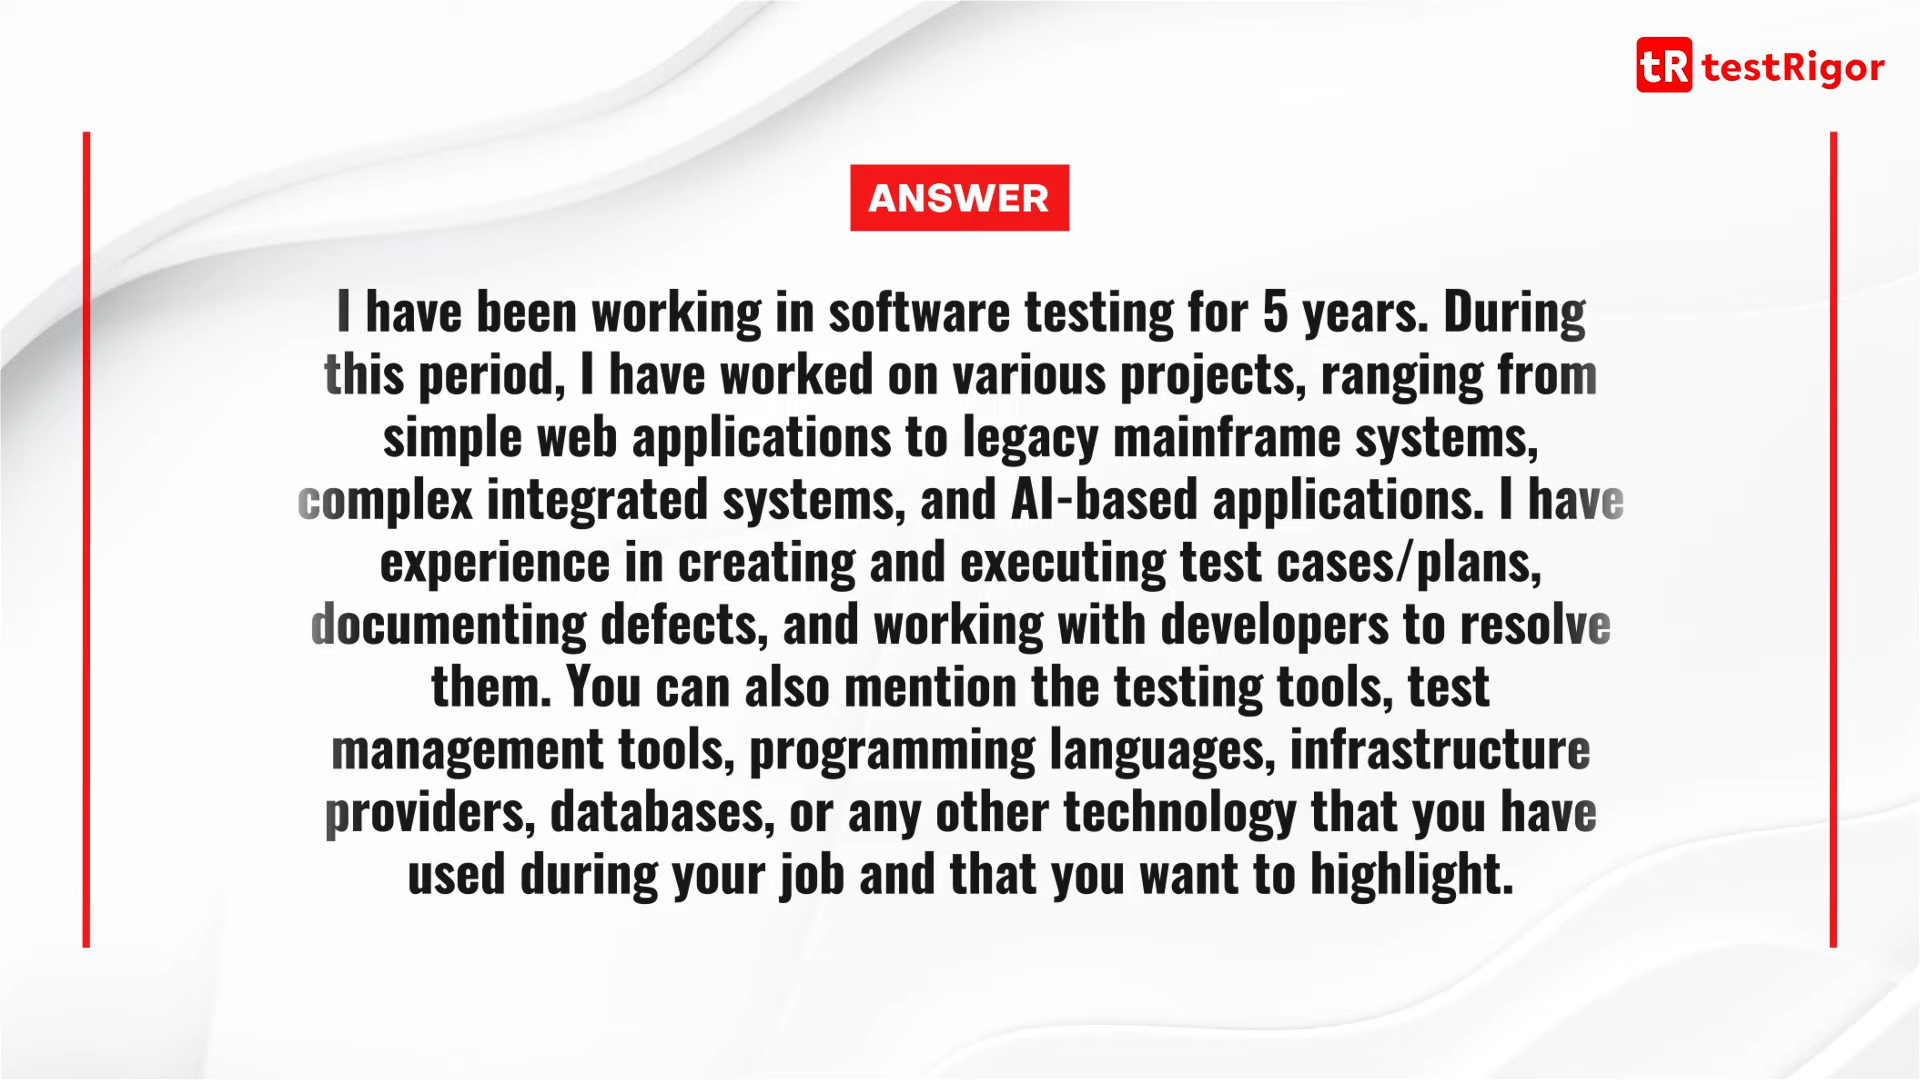 tR testRigor
ANSWER
I have been working in software testing for 5 years. During
this period, I have worked on various projects, ranging from
simple web applications to legacy mainframe systems,
complex integrated systems, and AI-based applications. I have
experience in creating and executing test cases/plans,
documenting defects, and working with developers to resolve
them. You can also mention the testing tools, test
management tools, programming languages, infrastructure
providers, databases, or any other technology that you have
used during your job and that you want to highlight.